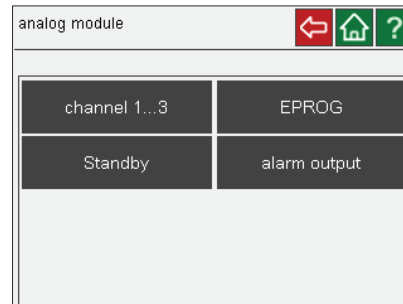 analog module
?
channel 1...3
EPROG
Standby
alarm output